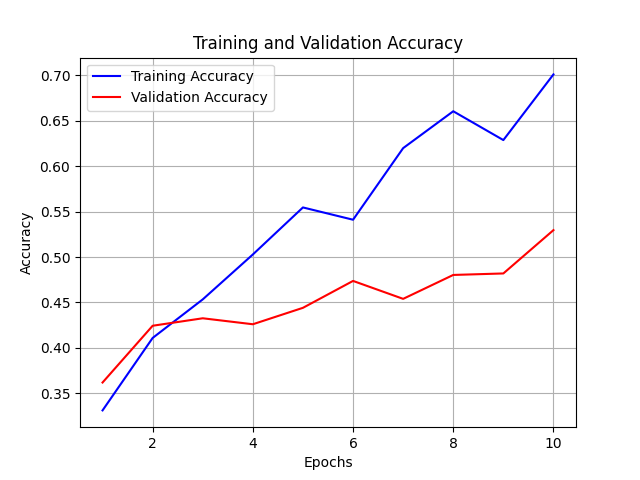 Training and Validation Accuracy
Training Accuracy
Validation Accuracy
0.70
0.65
0.60
0.55
0.50
0.45
0.40
0.35
Accuracy
2 4 6 8 10
Epochs